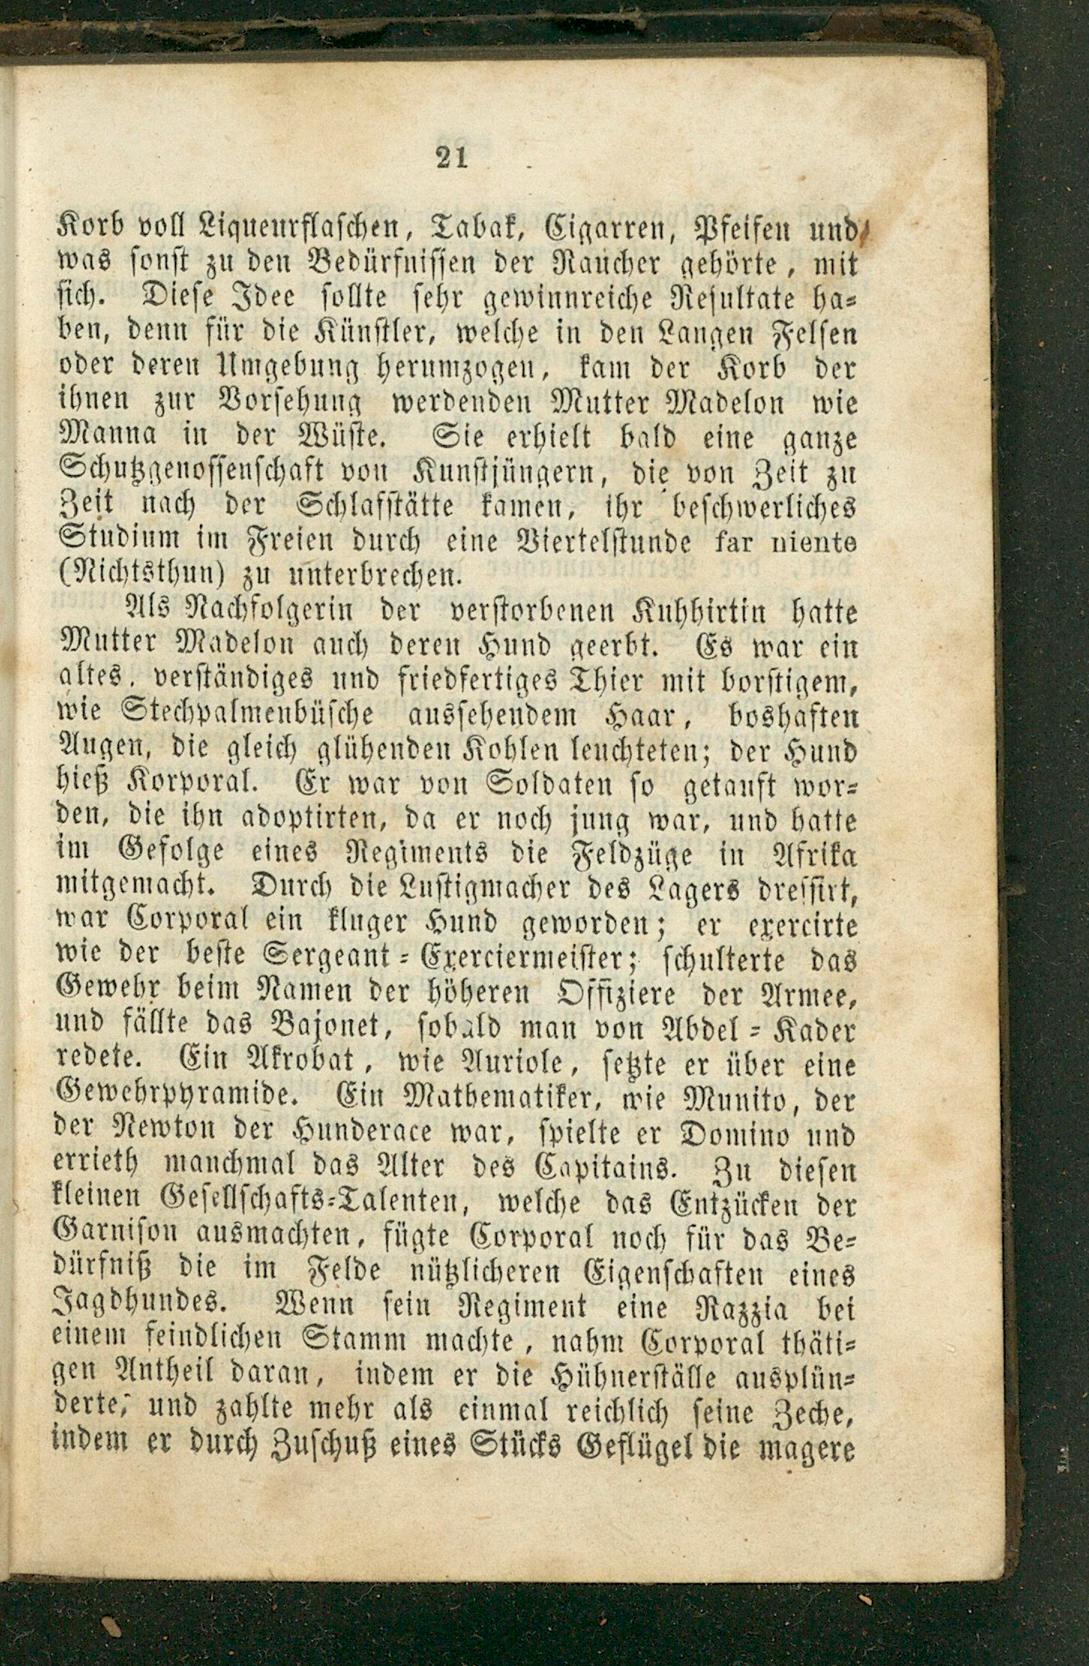 21
Korb voll Liqueurflaschen, Tabak, Cigarren, Pfeifen und
was sonst zu den Bedürfnissen der Raucher gehörte, mit
sich. Diese Idee sollte sehr gewinnreiche Resultate ha-
ben, denn für die Künstler, welche in den Langen Felsen
oder deren Umgebung herumzogen, kam der Korb der
ihnen zur Vorsehung werdenden Mutter Madelon wie
Manna in der Wüste. Sie erhielt bald eine ganze
Schutzgenossenschaft von Kunstjüngern, die von Zeit zu
Zeit nach der Schlafstätte kamen, ihr beschwerliches
Studium im Freien durch eine Viertelstunde far niente
(Nichtsthun) zu unterbrechen.
Als Nachfolgerin der verstorbenen Kuhhirtin hatte
Mutter Madelon auch deren Hund geerbt. Es war ein
altes, verständiges und friedfertiges Thier mit borstigem,
wie Stechpalmenbüsche aussehendem Haar, boshaften
Augen, die gleich glühenden Kohlen leuchteten; der Hund
hieß Korporal. Er war von Soldaten so getauft wor-
den, die ihn adoptirten, da er noch jung war, und hatte
im Gefolge eines Regiments die Feldzüge in Afrika
mitgemacht. Durch die Lustigmacher des Lagers dressirt,
war Corporal ein kluger Hund geworden; er exercirte
wie der beste Sergeant-Exerciermeister; schulterte das
Gewehr beim Namen der höheren Offiziere der Armee,
und fällte das Bajonet, sobald man von Abdel-Kader
redete. Ein Akrobat, wie Auriole, setzte er über eine
Gewehrpyramide. Ein Mathematiker, wie Munito, der
der Newton der Hunderace war, spielte er Domino und
errieth manchmal das Alter des Capitains. Zu diesen
kleinen Gesellschafts-Talenten, welche das Entzücken der
Garnison ausmachten, fügte Corporal noch für das Be-
dürfniß die im Felde nützlicheren Eigenschaften eines
Jagdhundes. Wenn sein Regiment eine Razzia bei
einem feindlichen Stamm machte, nahm Corporal thäti-
gen Antheil daran, indem er die Hühnerställe ausplün-
derte; und zahlte mehr als einmal reichlich seine Zeche,
indem er durch Zuschuß eines Stücks Geflügel die magere